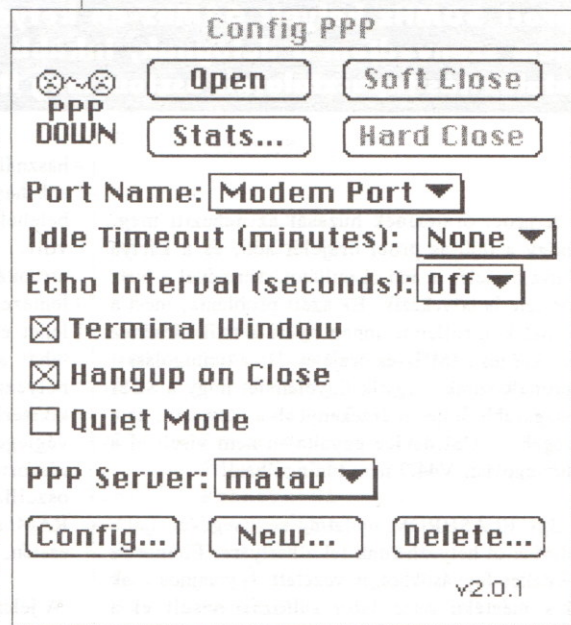 Config PPP
PPP
DOWN
Open
Soft Close
Stats...
Hard Close
Port Name: Modem Port
Idle Timeout (minutes): None
Echo Interval (seconds): Off
Terminal Window
Hangup on Close
Quiet Mode
PPP Server: matav
Config...
New...
Delete...
v2.0.1